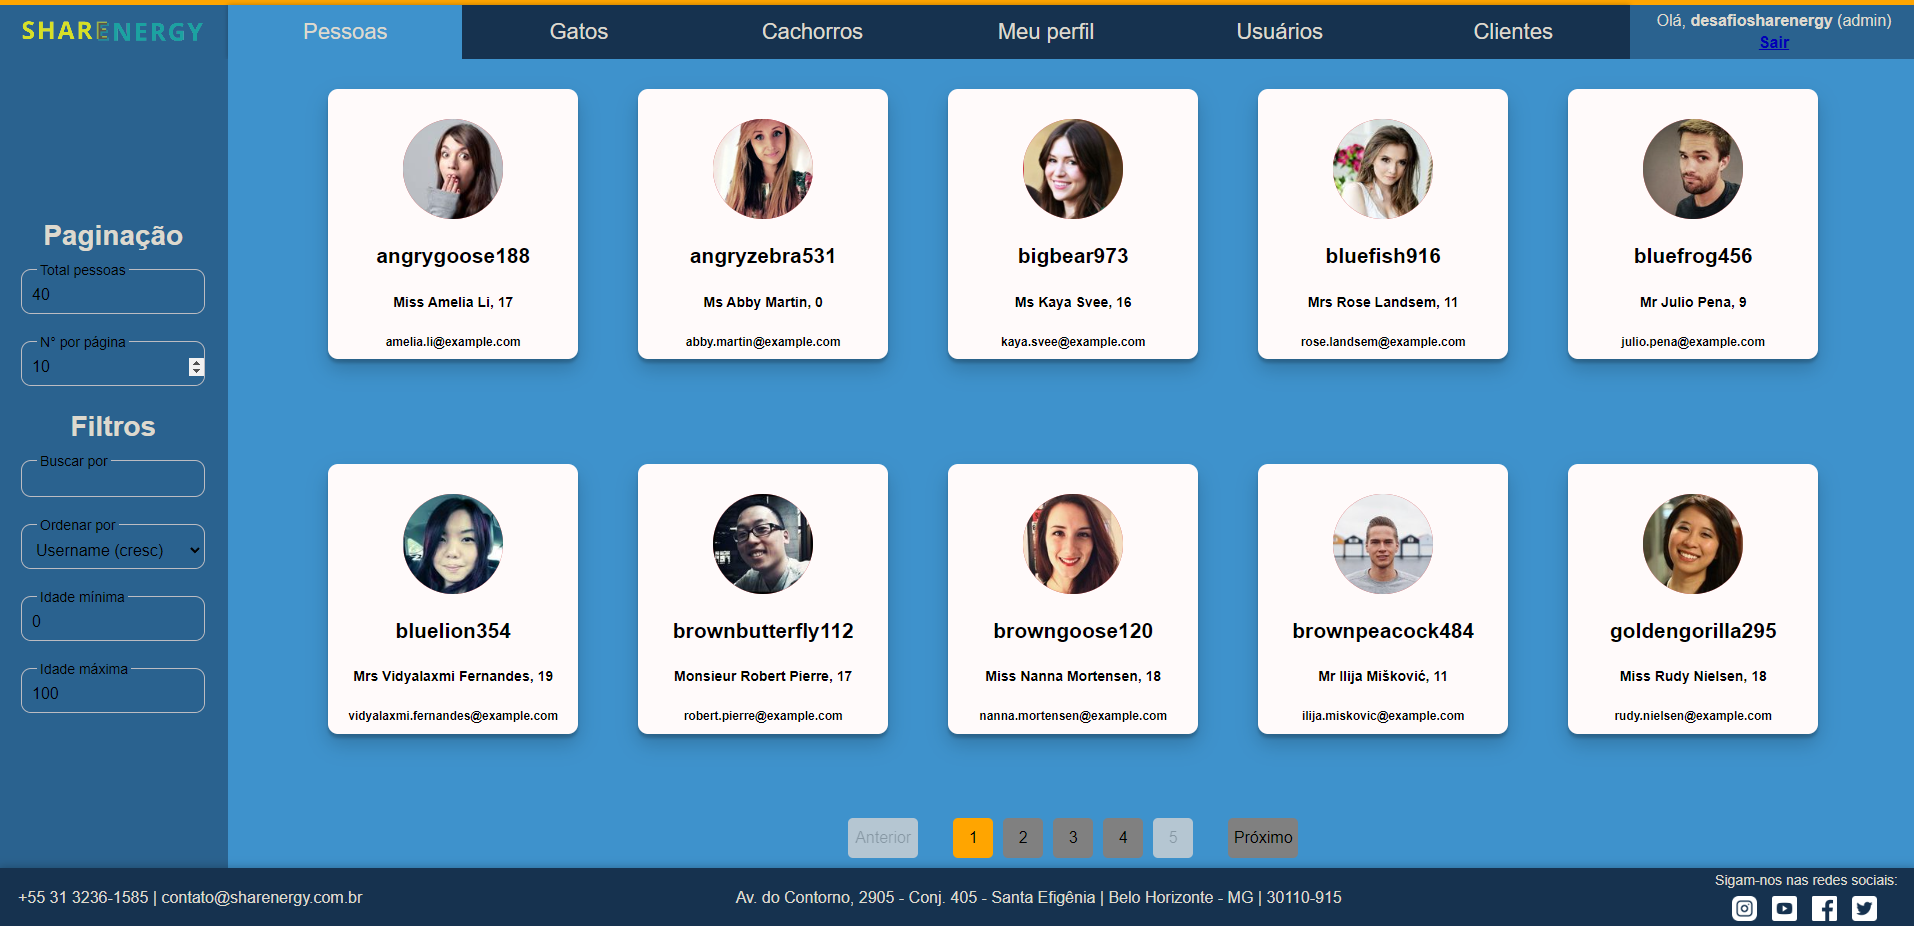 SHARENERGY
Pessoas
Gatos
Cachorros
Meu perfil
Usuários
Clientes
Olá, desafiosharenergy (admin)
Sair
Paginação
Total pessoas
40
N° por página
10
Filtros
Buscar por
Ordenar por
Username (cresc)
Idade mínima
0
Idade máxima
100
angrygoose188
Miss Amelia Li, 17
amelia.li@example.com
angryzebra531
Ms Abby Martin, 0
abby.martin@example.com
bigbear973
Ms Kaya Svee, 16
kaya.svee@example.com
bluefish916
Mrs Rose Landsem, 11
rose.landsem@example.com
bluefrog456
Mr Julio Pena, 9
julio.pena@example.com
bluelion354
Mrs Vidyalaxmi Fernandes, 19
vidyalaxmi.fernandes@example.com
brownbutterfly112
Monsieur Robert Pierre, 17
robert.pierre@example.com
browngoose120
Miss Nanna Mortensen, 18
nanna.mortensen@example.com
brownpeacock484
Mr Ilija Mišković, 11
ilija.miskovic@example.com
goldengorilla295
Miss Rudy Nielsen, 18
rudy.nielsen@example.com
Anterior
1
2
3
4
5
Próximo
+55 31 3236-1585 | contato@sharenergy.com.br
Av. do Contorno, 2905 - Conj. 405 - Santa Efigênia | Belo Horizonte - MG | 30110-915
Sigam-nos nas redes sociais: